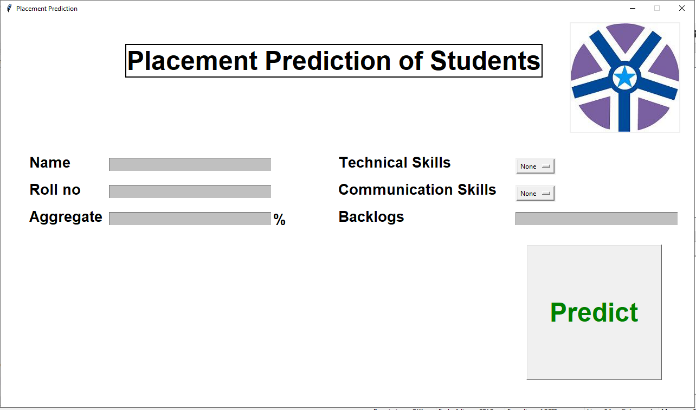 Placement Prediction
Placement Prediction of Students
Name
Technical Skills
None
Roll no
Communication Skills
None
Aggregate
%
Backlogs
Predict